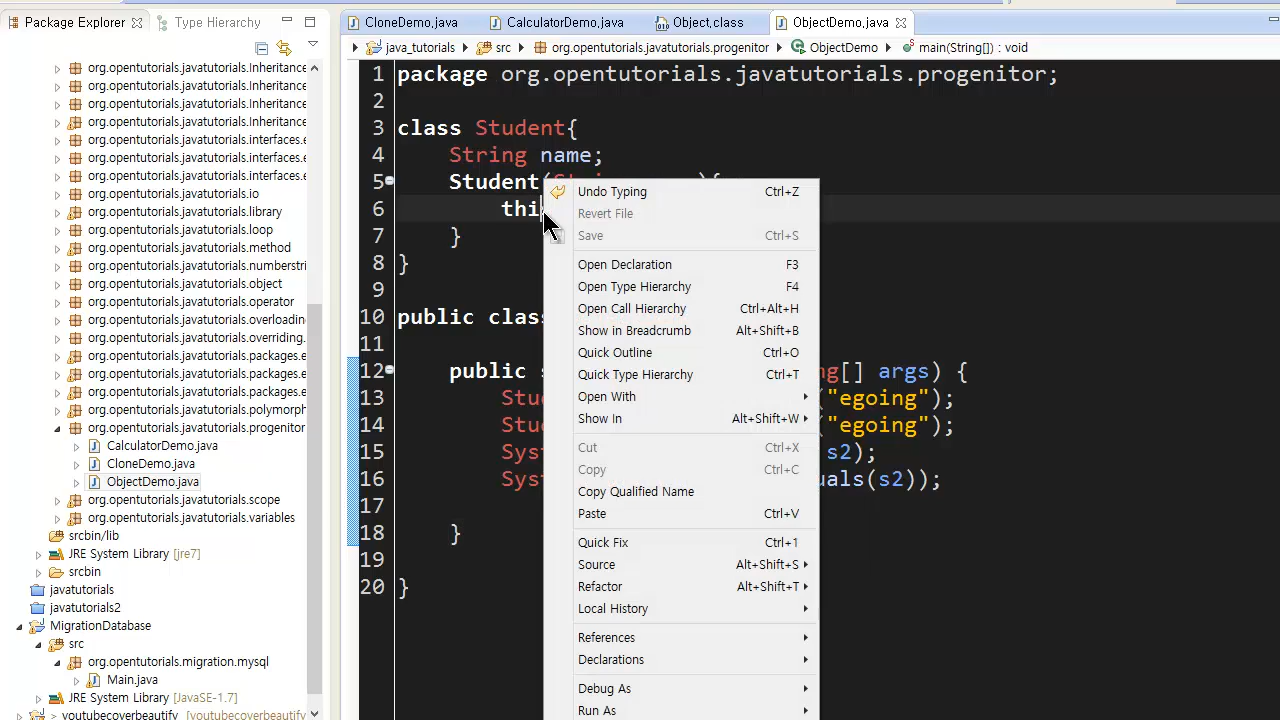 Package Explorer
Type Hierarchy
org.opentutorials.javatutorials.Inheritance
org.opentutorials.javatutorials.Inheritance
org.opentutorials.javatutorials.Inheritance
org.opentutorials.javatutorials.Inheritance
org.opentutorials.javatutorials.interfaces.e
org.opentutorials.javatutorials.interfaces.e
org.opentutorials.javatutorials.interfaces.e
org.opentutorials.javatutorials.io
org.opentutorials.javatutorials.library
org.opentutorials.javatutorials.loop
org.opentutorials.javatutorials.method
org.opentutorials.javatutorials.numberstri
org.opentutorials.javatutorials.object
org.opentutorials.javatutorials.operator
org.opentutorials.javatutorials.overloadin
org.opentutorials.javatutorials.overriding.
org.opentutorials.javatutorials.packages.e
org.opentutorials.javatutorials.packages.e
org.opentutorials.javatutorials.packages.e
org.opentutorials.javatutorials.polymorph
org.opentutorials.javatutorials.progenitor
CalculatorDemo.java
CloneDemo.java
ObjectDemo.java
org.opentutorials.javatutorials.scope
org.opentutorials.javatutorials.variables
srcbin/lib
JRE System Library [jre7]
srcbin
javatutorials
javatutorials2
MigrationDatabase
src
org.opentutorials.migration.mysql
Main.java
JRE System Library [JavaSE-1.7]
> youtubecoverbeautify [youtubecoverbeautify
CloneDemo.java
CalculatorDemo.java
Object.class
ObjectDemo.java
java_tutorials
src
org.opentutorials.javatutorials.progenitor
ObjectDemo
main(String[]) : void
1 package org.opentutorials.javatutorials.progenitor;
2
3 class Student{
4 String name;
5 Student( ){
6 thi
7 }
8 }
9
10 public clas
11
12 public s ng[] args) {
13 Stu ("egoing");
14 Stu ("egoing");
15 Sys s2);
16 Sys uals(s2));
17
18 }
19
20 }
Undo Typing Ctrl+Z
Revert File
Save Ctrl+S
Open Declaration F3
Open Type Hierarchy F4
Open Call Hierarchy Ctrl+Alt+H
Show in Breadcrumb Alt+Shift+B
Quick Outline Ctrl+O
Quick Type Hierarchy Ctrl+T
Open With
Show In Alt+Shift+W
Cut Ctrl+X
Copy Ctrl+C
Copy Qualified Name
Paste Ctrl+V
Quick Fix Ctrl+1
Source Alt+Shift+S
Refactor Alt+Shift+T
Local History
References
Declarations
Debug As
Run As